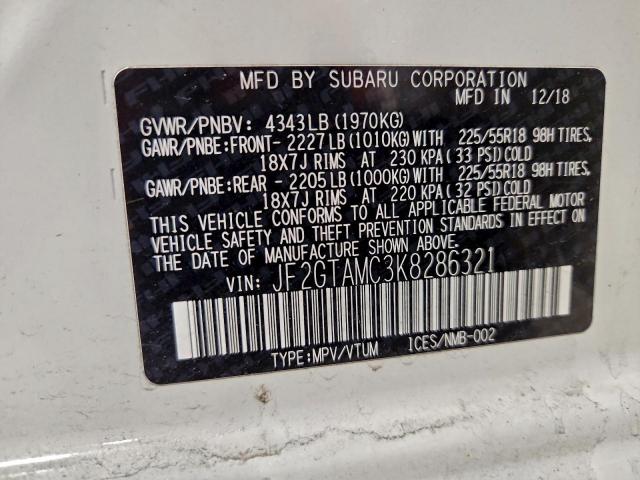 MFD BY SUBARU CORPORATION
MFD IN 12/18
GVWR/PNBV: 4343LB (1970KG)
GAWR/PNBE:FRONT- 2227LB (1010KG) WITH 225/55R18 98H TIRES,
18X7J RIMS AT 230 KPA (33 PSI) COLD
GAWR/PNBE:REAR - 2205LB (1000KG) WITH 225/55R18 98H TIRES,
18X7J RIMS AT 220 KPA (32 PSI) COLD
THIS VEHICLE CONFORMS TO ALL APPLICABLE FEDERAL MOTOR
VEHICLE SAFETY AND THEFT PREVENTION STANDARDS IN EFFECT ON
DATE OF MANUFACTURE SHOWN ABOVE.
VIN: JF2GTAMC3K8286321
TYPE:MPV/VTUM 1CES/NMB-002